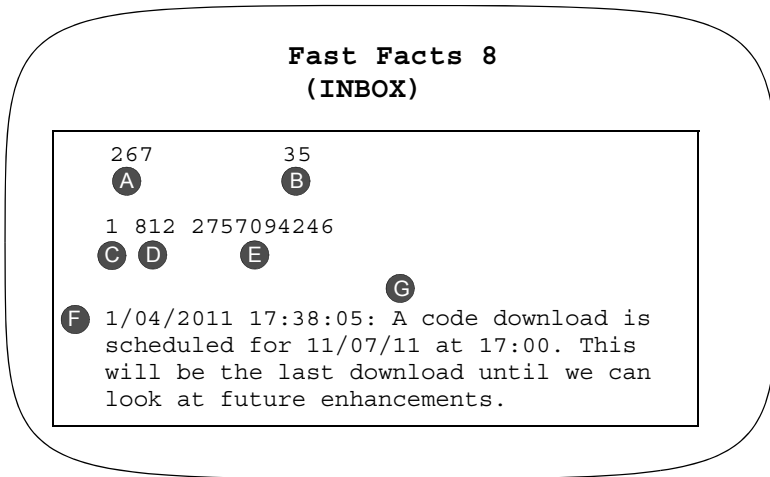 Fast Facts 8
(INBOX)
267 35
A B
1 812 2757094246
C D E
G
F 1/04/2011 17:38:05: A code download is
scheduled for 11/07/11 at 17:00. This
will be the last download until we can
look at future enhancements.